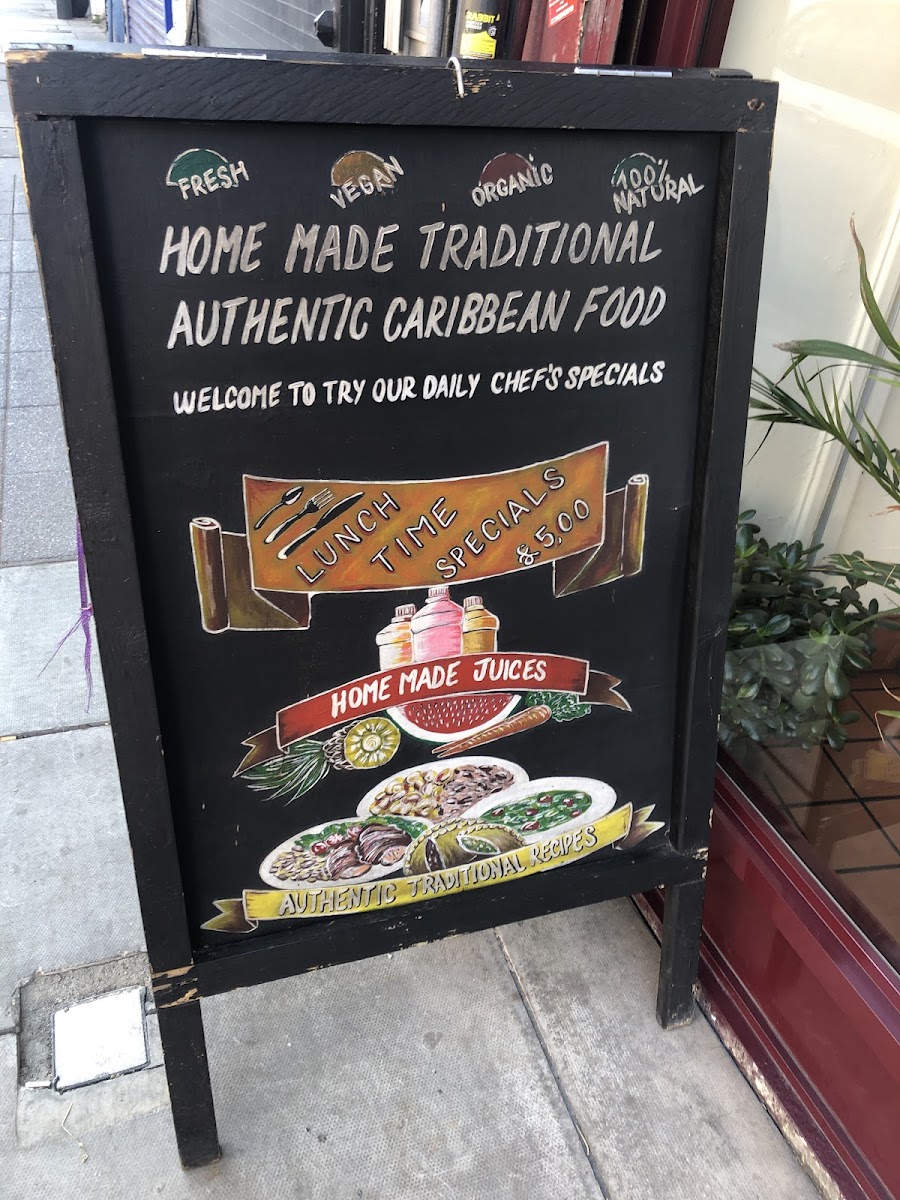 FRESH
VEGAN
ORGANIC
100%
NATURAL
HOME MADE TRADITIONAL
AUTHENTIC CARIBBEAN FOOD
WELCOME TO TRY OUR DAILY CHEF'S SPECIALS
LUNCH
TIME
SPECIALS
£5,00
HOME MADE JUICES
AUTHENTIC TRADITIONAL RECIPES